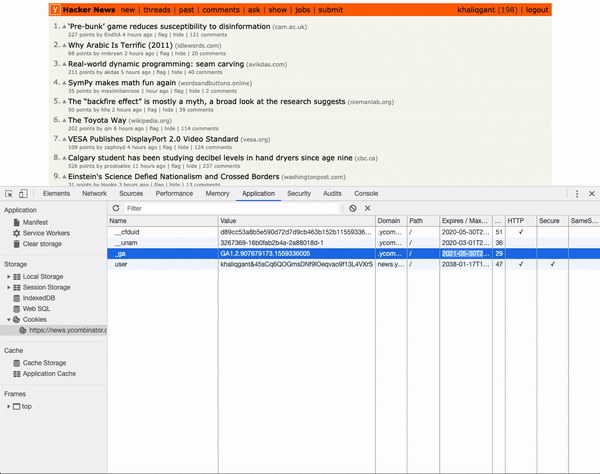 Y Hacker News new | threads | past | comments | ask | show | jobs | submit khaliqgant (198) | logout
1. 'Pre-bunk' game reduces susceptibility to disinformation (cam.ac.uk)
227 points by EndXA 4 hours ago | flag | hide | 121 comments
2. Why Arabic Is Terrific (2011) (idlewords.com)
68 points by rmbryan 2 hours ago | flag | hide | 20 comments
3. Real-world dynamic programming: seam carving (avikdas.com)
211 points by akdas 5 hours ago | flag | hide | 40 comments
4. SymPy makes math fun again (wordsandbuttons.online)
35 points by maximilianroos 1 hour ago | flag | hide | 4 comments
5. The "backfire effect" is mostly a myth, a broad look at the research suggests (niemanlab.org)
50 points by hhs 2 hours ago | flag | hide | 39 comments
6. The Toyota Way (wikipedia.org)
202 points by qin 6 hours ago | flag | hide | 114 comments
7. VESA Publishes DisplayPort 2.0 Video Standard (vesa.org)
109 points by zephoyd 4 hours ago | flag | hide | 124 comments
8. Calgary student has been studying decibel levels in hand dryers since age nine (cbc.ca)
526 points by prostoalex 11 hours ago | flag | hide | 237 comments
9. Einstein's Science Defied Nationalism and Crossed Borders (washingtonpost.com)
31 points by Hooke 3 hours ago | flag | hide | 13 comments
Elements Network Sources Performance Memory Application Security Audits Console
Application
Manifest
Service Workers
Clear storage
Storage
Local Storage
Session Storage
IndexedDB
Web SQL
Cookies
https://news.ycombinator.c
Cache
Cache Storage
Application Cache
Frames
top
Filter
Name Value Domain Path Expires / Max... ... HTTP Secure SameS...
__cfduid d89cc53a8b5e590d72d7d9cb463b152b11559336... .ycom... / 2020-05-30T2... 51 ✓
__unam 3267369-16b0fab2b4a-2a88018d-1 .ycom... / 2020-03-01T2... 36
_ga GA1.2.907679173.1559336005 .ycom... / 2021-05-30T2... 29
user khaliqgant&45sCq6QOGmsDNf9lOeqvao9f13L4VXrS news.y... / 2038-01-17T1... 47 ✓ ✓